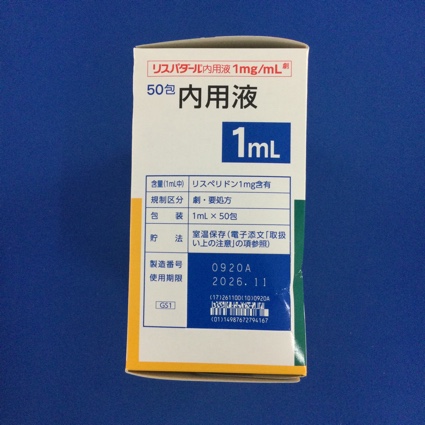 リスパダール内用液1mg/mL 劇
50包 内用液
1mL
含量(1mL中) リスペリドン1mg含有
規制区分 劇・要処方
包装 1mL×50包
貯法 室温保存(電子添文「取扱
い上の注意」の項参照)
製造番号 0920A
使用期限 2026.11
GS1
(17)261100(10)0920A
(01)14987672794167